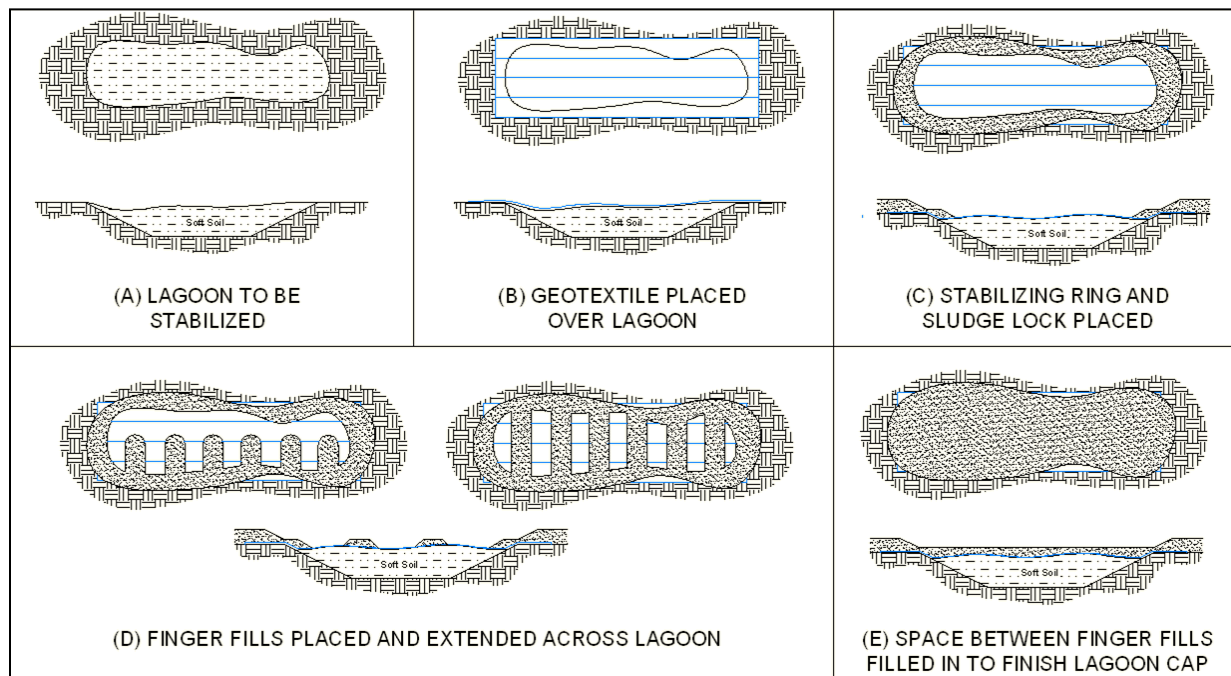 Soft Soil
(A) LAGOON TO BE
STABILIZED
Soft Soil
(B) GEOTEXTILE PLACED
OVER LAGOON
Soft Soil
(C) STABILIZING RING AND
SLUDGE LOCK PLACED
Soft Soil
(D) FINGER FILLS PLACED AND EXTENDED ACROSS LAGOON
Soft Soil
(E) SPACE BETWEEN FINGER FILLS
FILLED IN TO FINISH LAGOON CAP